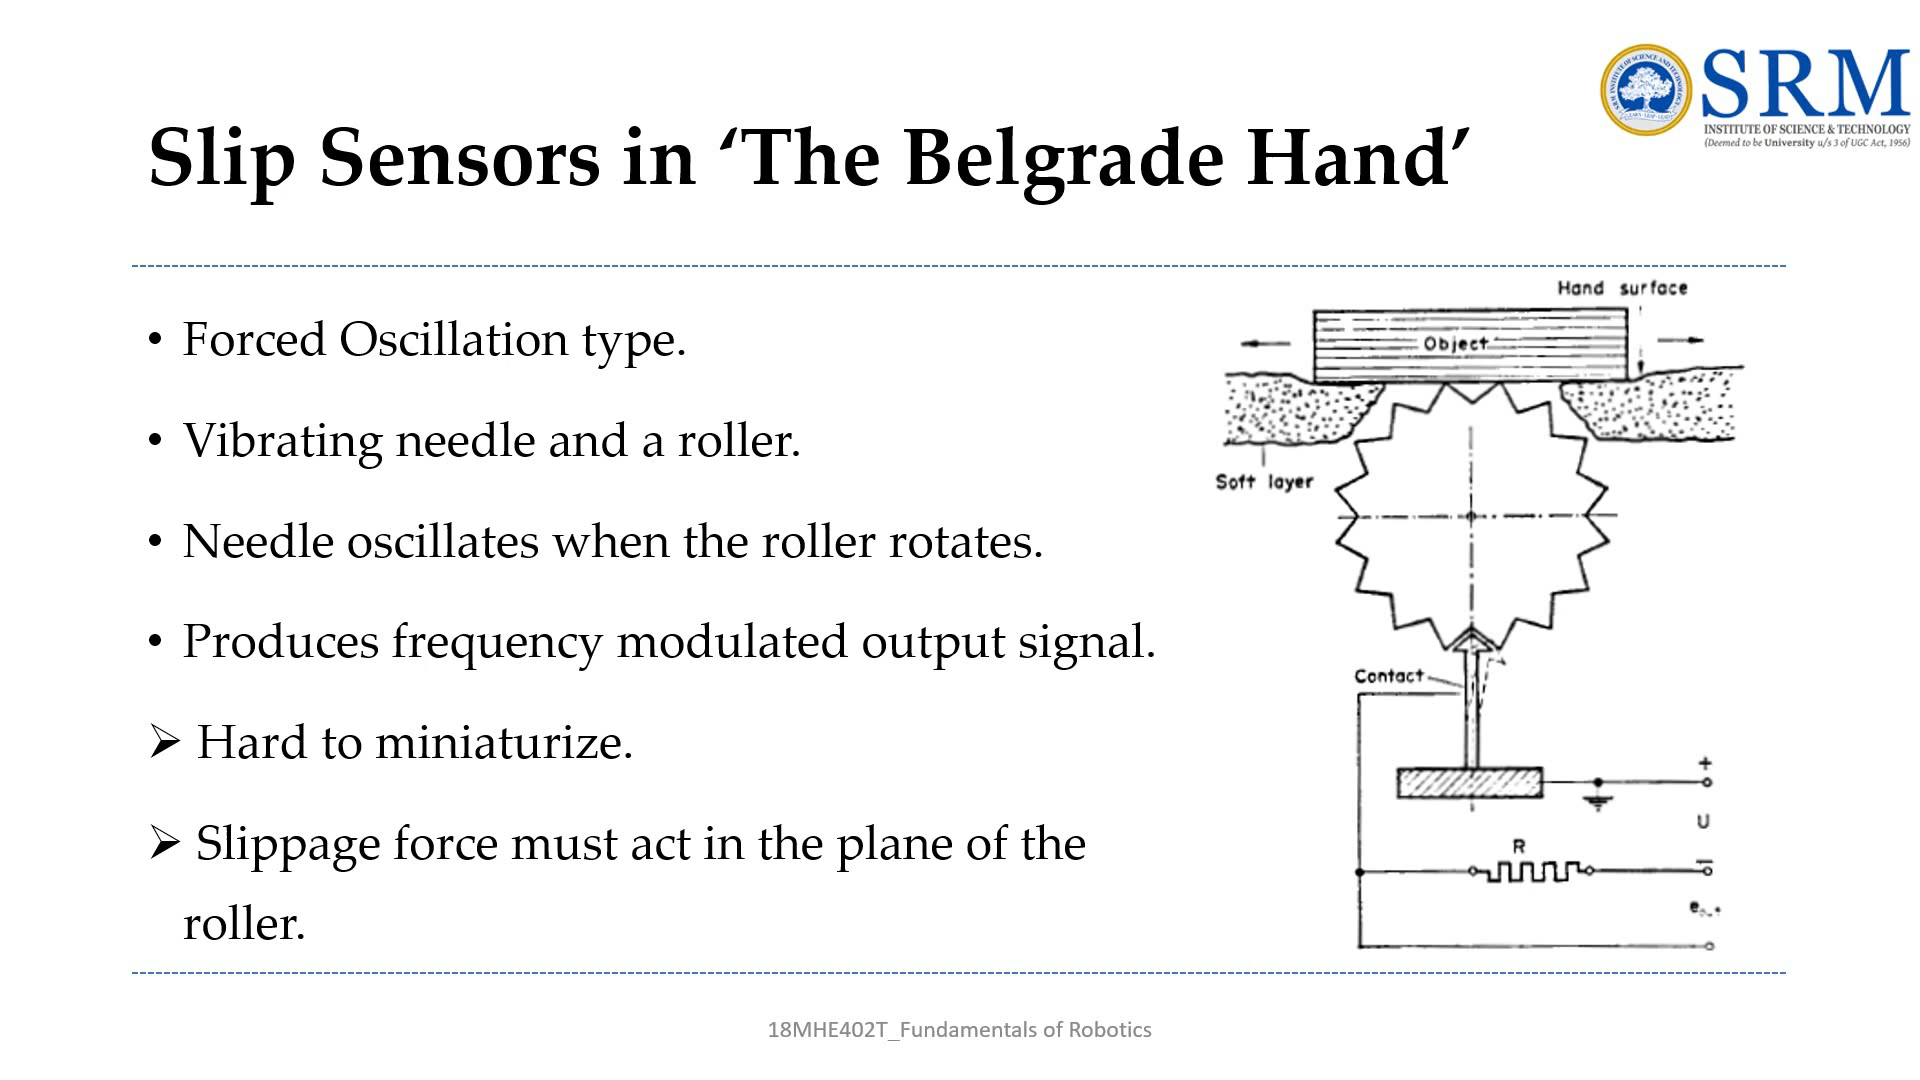 SRM
INSTITUTE OF SCIENCE & TECHNOLOGY
(Deemed to be University u/s 3 of UGC Act, 1956)
Slip Sensors in ‘The Belgrade Hand’
• Forced Oscillation type.
• Vibrating needle and a roller.
• Needle oscillates when the roller rotates.
• Produces frequency modulated output signal.
➢ Hard to miniaturize.
➢ Slippage force must act in the plane of the
roller.
Hand surface
Object
Soft layer
Contact
+
U
R
−
18MHE402T_Fundamentals of Robotics